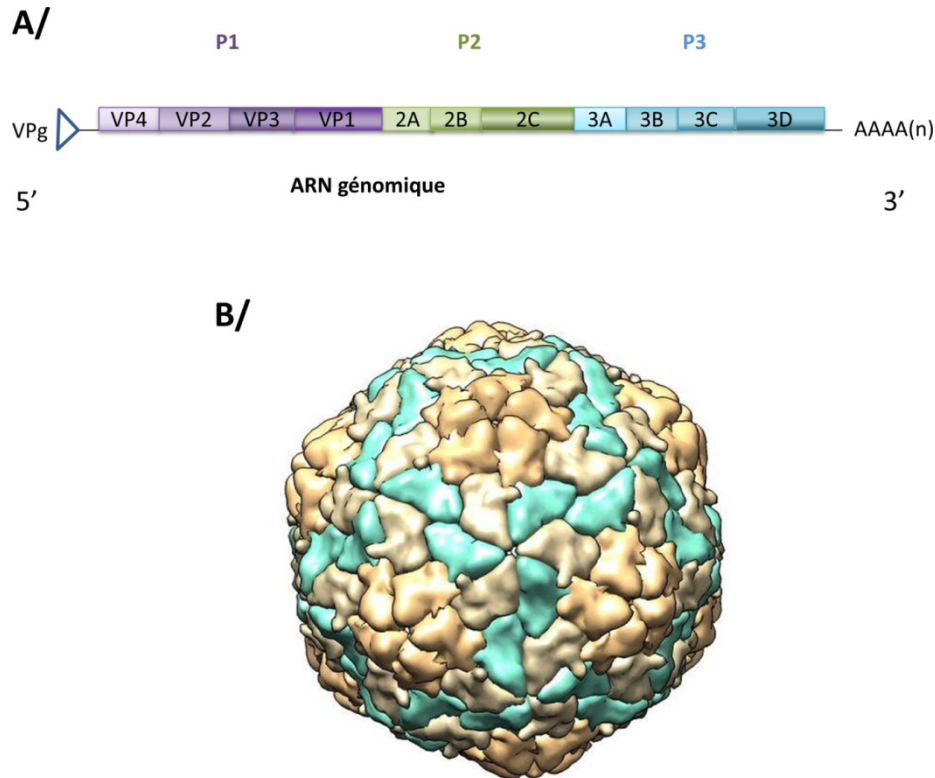 A/
P1 P2 P3
VPg VP4 VP2 VP3 VP1 2A 2B 2C 3A 3B 3C 3D AAAA(n)
ARN génomique
5’ 3’
B/